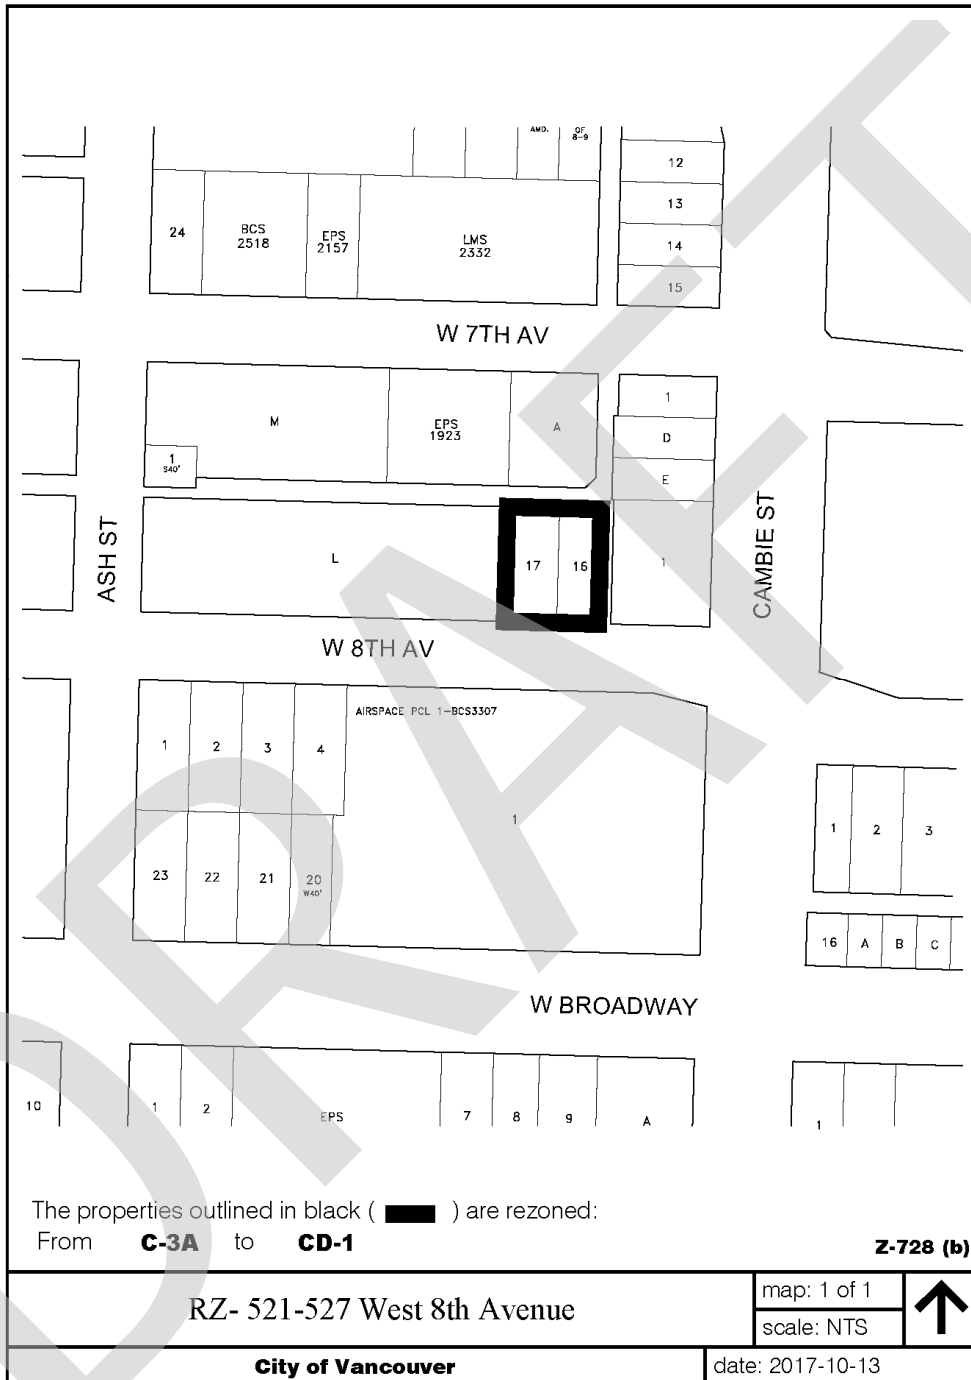 AMD.
OF
8-9
12
13
14
15
24
BCS
2518
EPS
2157
LMS
2332
W 7TH AV
M
EPS
1923
A
1
D
E
1
S40'
ASH ST
L
17
16
1
CAMBIE ST
W 8TH AV
AIRSPACE PCL 1-BCS3307
1
2
3
4
1
1
2
3
23
22
21
20
W40'
16
A
B
C
W BROADWAY
10
1
2
EPS
7
8
9
A
1
DRAFT
The properties outlined in black ( ) are rezoned:
From C-3A to CD-1
Z-728 (b)
RZ- 521-527 West 8th Avenue
map: 1 of 1
scale: NTS
City of Vancouver
date: 2017-10-13